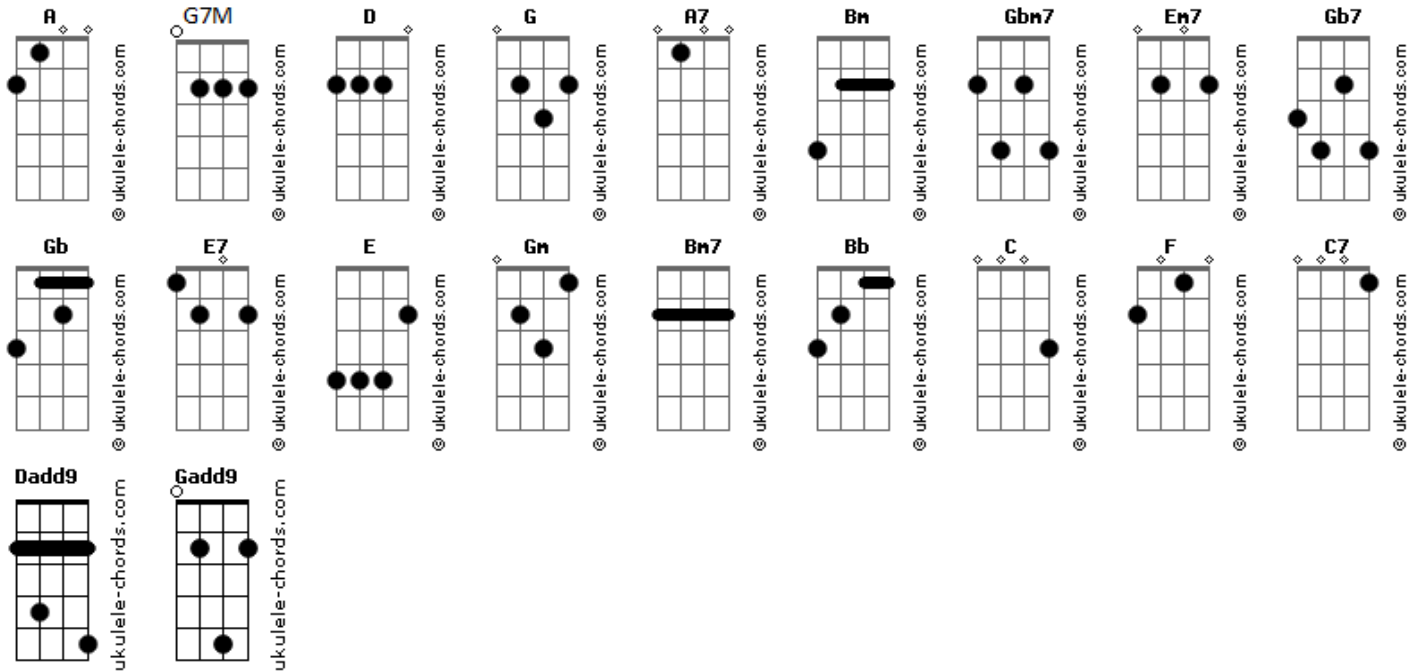 A G7M D G A7 Bm Gbm7 Em7 Gb7
© ukulele-chords.com © ukulele-chords.com © ukulele-chords.com © ukulele-chords.com © ukulele-chords.com © ukulele-chords.com © ukulele-chords.com © ukulele-chords.com © ukulele-chords.com
Gb E7 E Gm Bm7 Bb C F C7
© ukulele-chords.com © ukulele-chords.com © ukulele-chords.com © ukulele-chords.com © ukulele-chords.com © ukulele-chords.com © ukulele-chords.com © ukulele-chords.com © ukulele-chords.com
Dadd9 Gadd9
ukulele-chords.com ukulele-chords.com